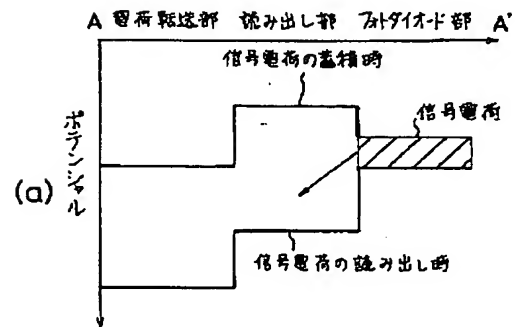 A 電荷転送部 読み出し部 フォトダイオード部 A'
信号電荷の蓄積時
信号電荷
ポテンシャル
(a)
信号電荷の読み出し時